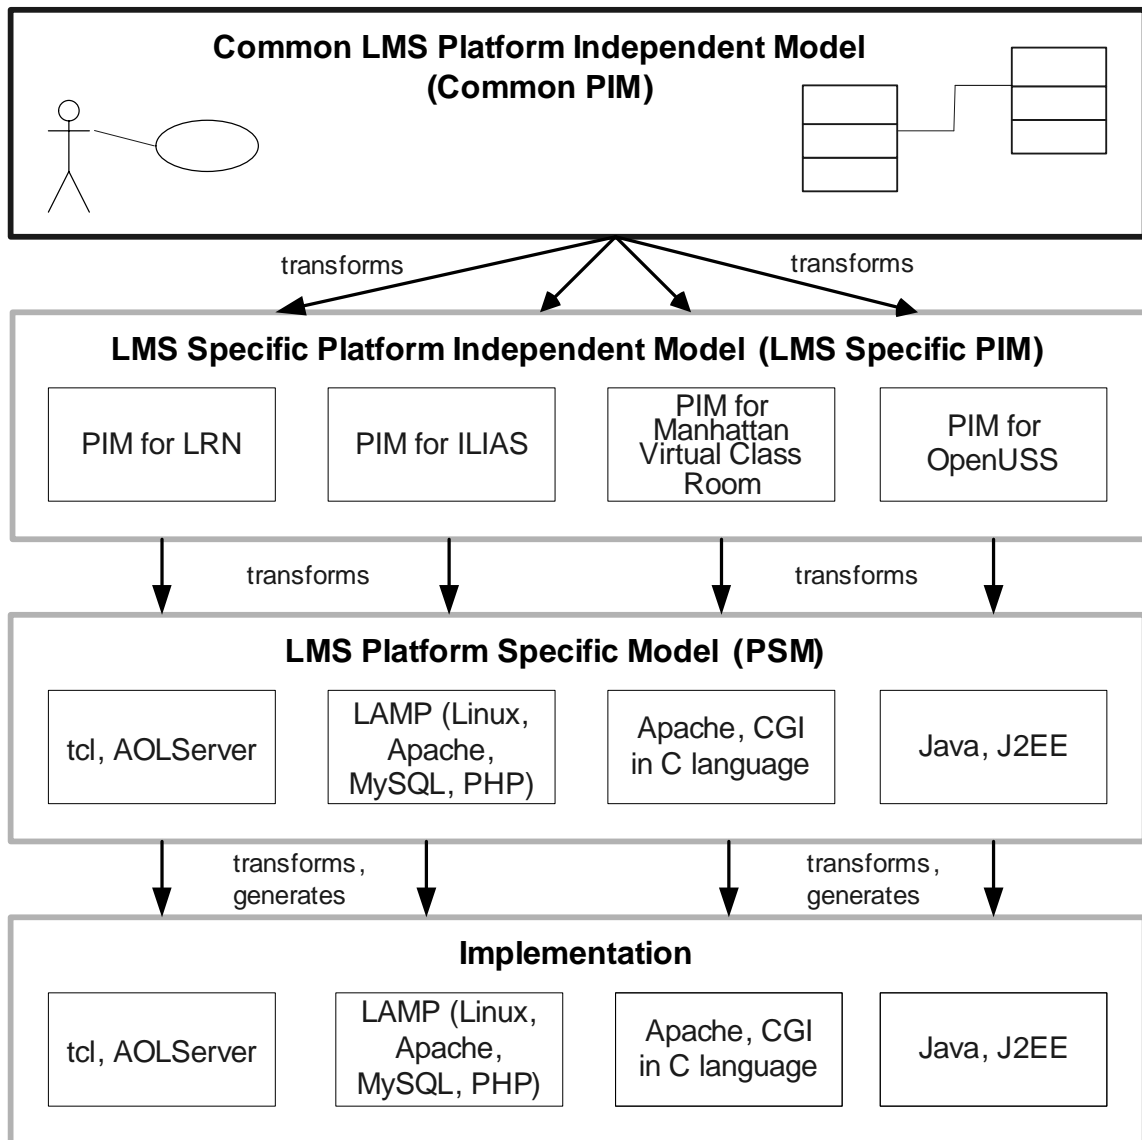 Common LMS Platform Independent Model
(Common PIM)
transforms
transforms
LMS Specific Platform Independent Model (LMS Specific PIM)
PIM for LRN
PIM for ILIAS
PIM for
Manhattan
Virtual Class
Room
PIM for
OpenUSS
transforms
transforms
LMS Platform Specific Model (PSM)
tcl, AOLServer
LAMP (Linux,
Apache,
MySQL, PHP)
Apache, CGI
in C language
Java, J2EE
transforms,
generates
transforms,
generates
Implementation
tcl, AOLServer
LAMP (Linux,
Apache,
MySQL, PHP)
Apache, CGI
in C language
Java, J2EE